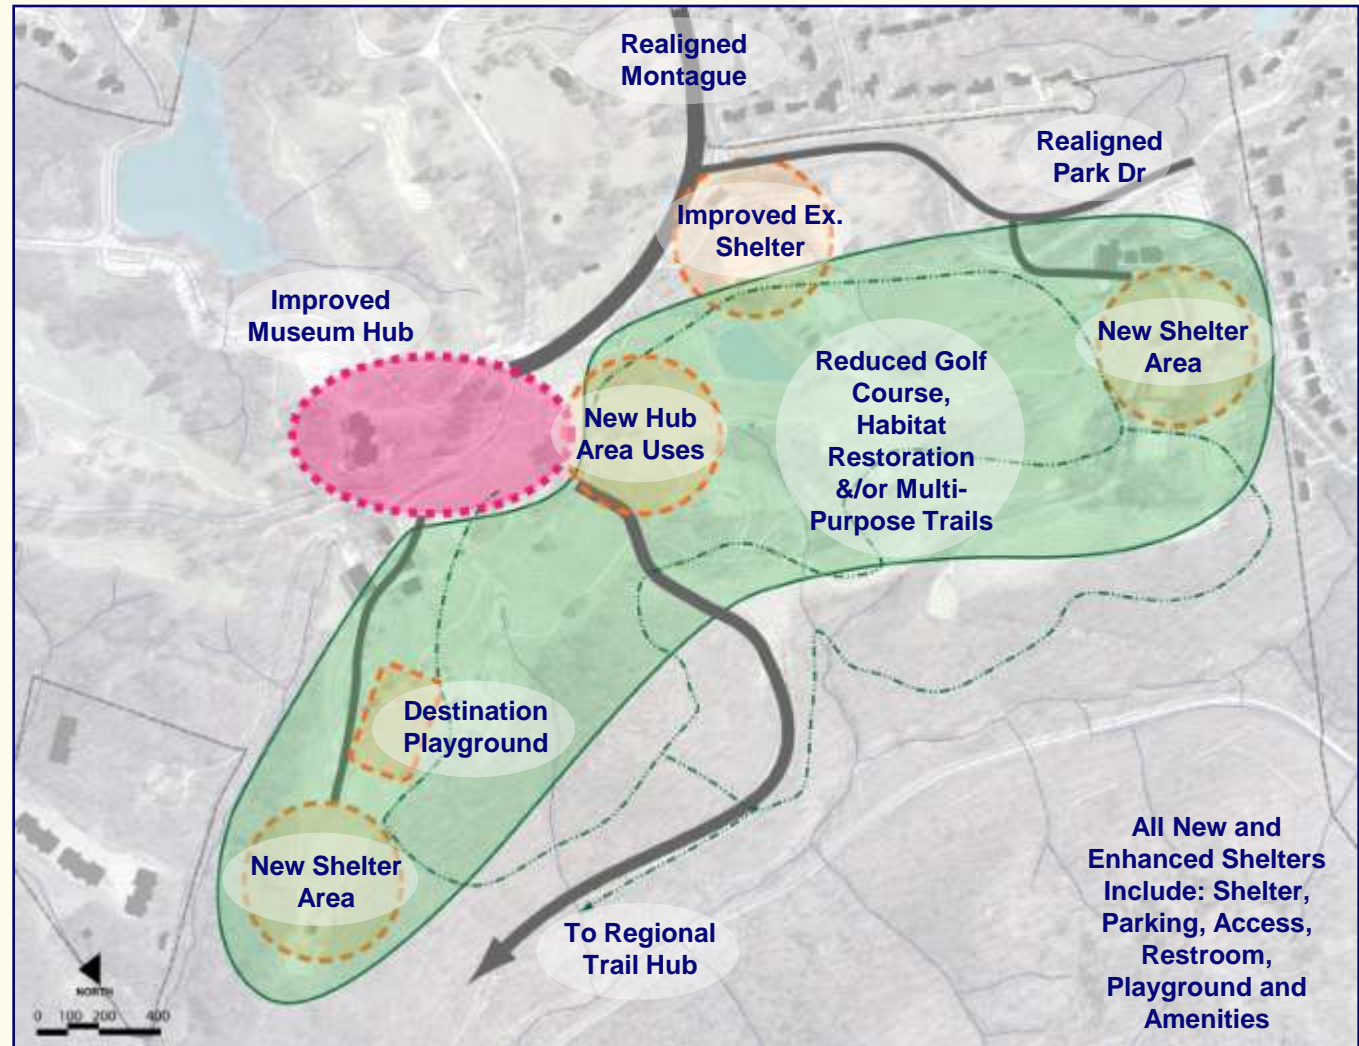 Realigned
Montague
Realigned
Park Dr
Improved Ex.
Shelter
Improved
Museum Hub
New Shelter
Area
Reduced Golf
Course,
Habitat
Restoration
&/or Multi-
Purpose Trails
New Hub
Area Uses
Destination
Playground
New Shelter
Area
To Regional
Trail Hub
All New and
Enhanced Shelters
Include: Shelter,
Parking, Access,
Restroom,
Playground and
Amenities
NORTH
0 100 200 400